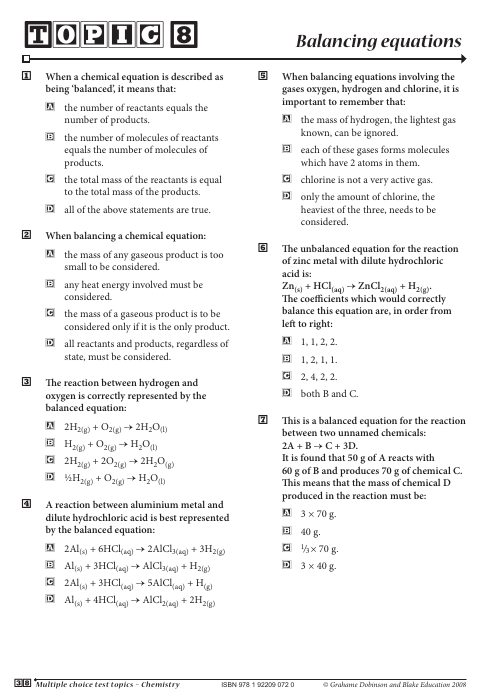 TOPIC 8
Balancing equations
1 When a chemical equation is described as
being ‘balanced’, it means that:
A the number of reactants equals the
number of products.
B the number of molecules of reactants
equals the number of molecules of
products.
C the total mass of the reactants is equal
to the total mass of the products.
D all of the above statements are true.
2 When balancing a chemical equation:
A the mass of any gaseous product is too
small to be considered.
B any heat energy involved must be
considered.
C the mass of a gaseous product is to be
considered only if it is the only product.
D all reactants and products, regardless of
state, must be considered.
3 The reaction between hydrogen and
oxygen is correctly represented by the
balanced equation:
A 2H2(g) + O2(g) → 2H2O(l)
B H2(g) + O2(g) → H2O(l)
C 2H2(g) + 2O2(g) → 2H2O(g)
D ½H2(g) + O2(g) → H2O(l)
4 A reaction between aluminium metal and
dilute hydrochloric acid is best represented
by the balanced equation:
A 2Al(s) + 6HCl(aq) → 2AlCl3(aq) + 3H2(g)
B Al(s) + 3HCl(aq) → AlCl3(aq) + H2(g)
C 2Al(s) + 3HCl(aq) → 5AlCl(aq) + H(g)
D Al(s) + 4HCl(aq) → AlCl2(aq) + 2H2(g)
5 When balancing equations involving the
gases oxygen, hydrogen and chlorine, it is
important to remember that:
A the mass of hydrogen, the lightest gas
known, can be ignored.
B each of these gases forms molecules
which have 2 atoms in them.
C chlorine is not a very active gas.
D only the amount of chlorine, the
heaviest of the three, needs to be
considered.
6 The unbalanced equation for the reaction
of zinc metal with dilute hydrochloric
acid is:
Zn(s) + HCl(aq) → ZnCl2(aq) + H2(g).
The coefficients which would correctly
balance this equation are, in order from
left to right:
A 1, 1, 2, 2.
B 1, 2, 1, 1.
C 2, 4, 2, 2.
D both B and C.
7 This is a balanced equation for the reaction
between two unnamed chemicals:
2A + B → C + 3D.
It is found that 50 g of A reacts with
60 g of B and produces 70 g of chemical C.
This means that the mass of chemical D
produced in the reaction must be:
A 3 × 70 g.
B 40 g.
C ⅓ × 70 g.
D 3 × 40 g.
38 Multiple choice test topics – Chemistry ISBN 978 1 92209 072 0 © Grahame Dobinson and Blake Education 2008